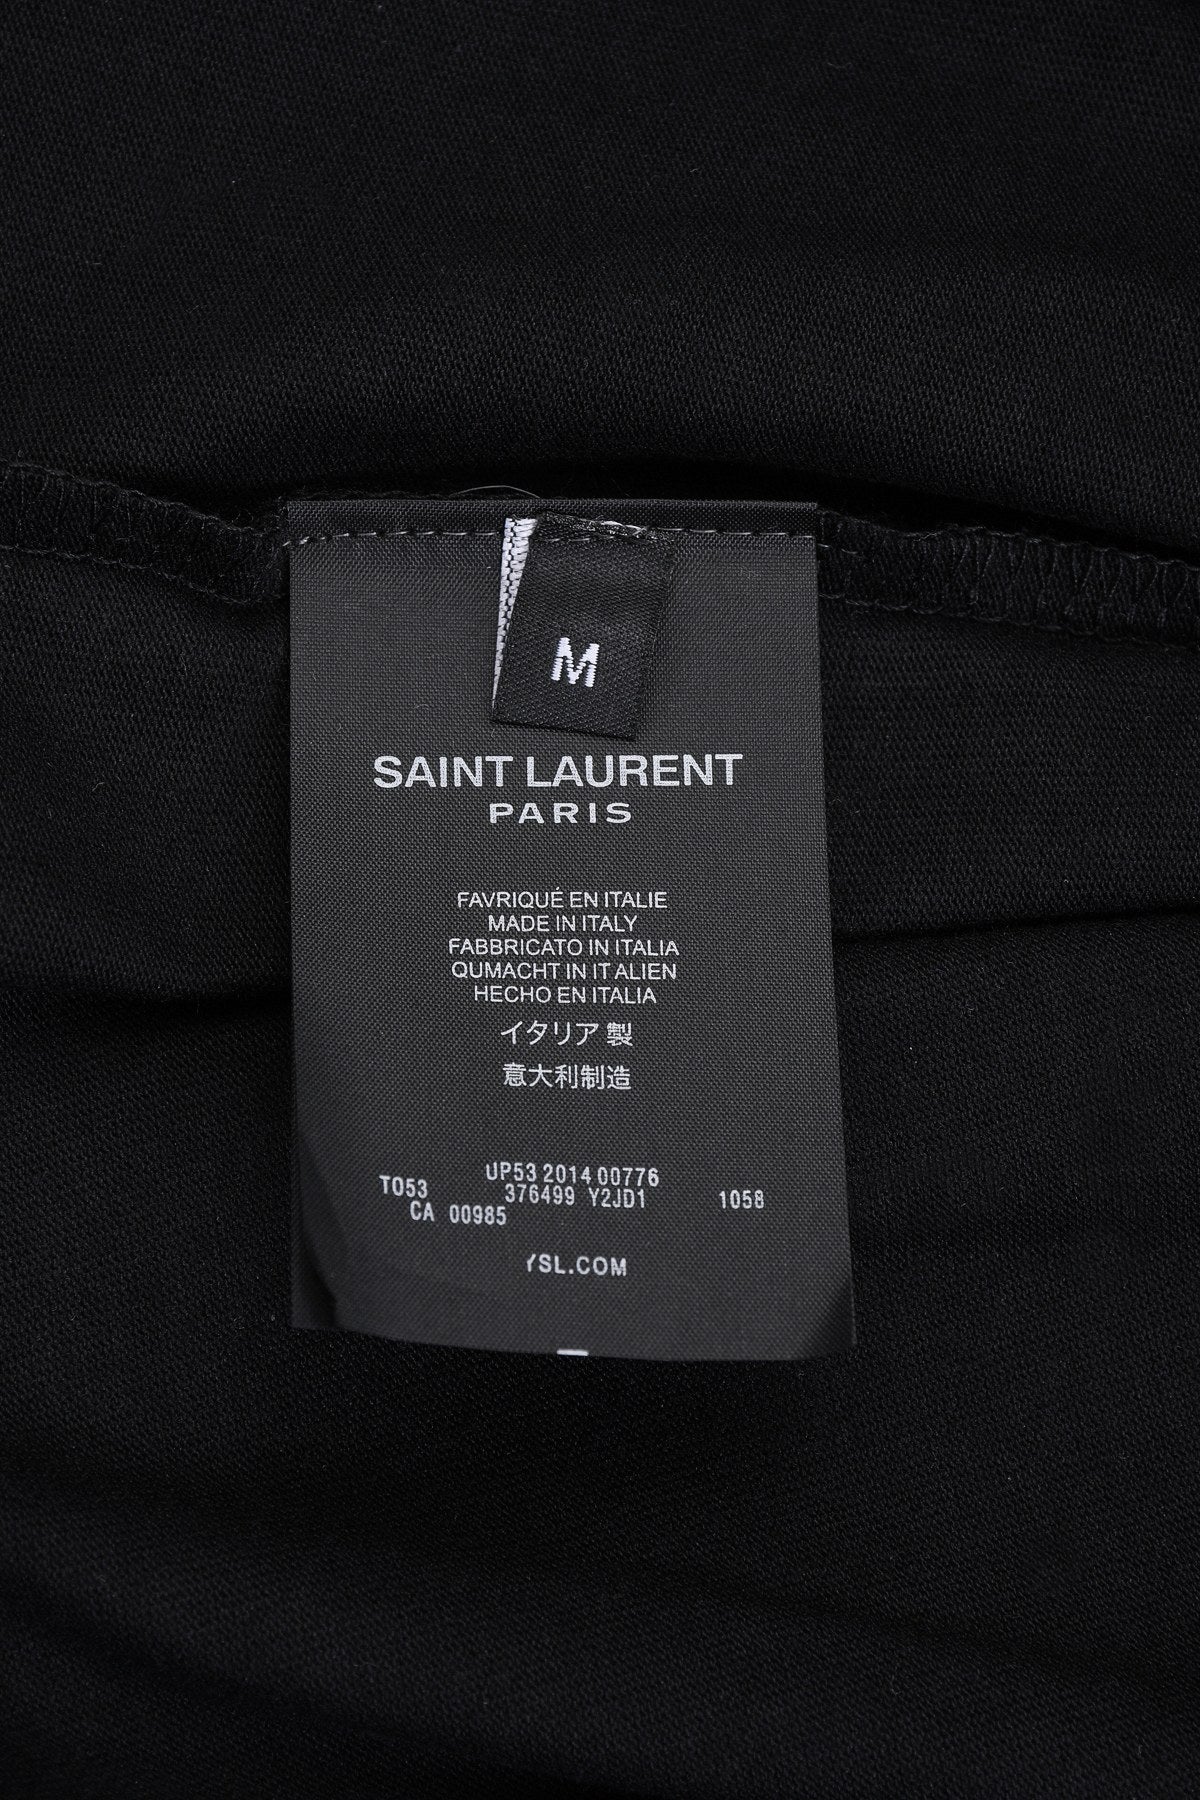 M
SAINT LAURENT
PARIS
FAVRIQUÉ EN ITALIE
MADE IN ITALY
FABBRICATO IN ITALIA
QUMACHT IN IT ALIEN
HECHO EN ITALIA
イタリア 製
意大利制造
UP53 2014 00776
TO53 376499 Y2JD1 1058
CA 00985
YSL.COM